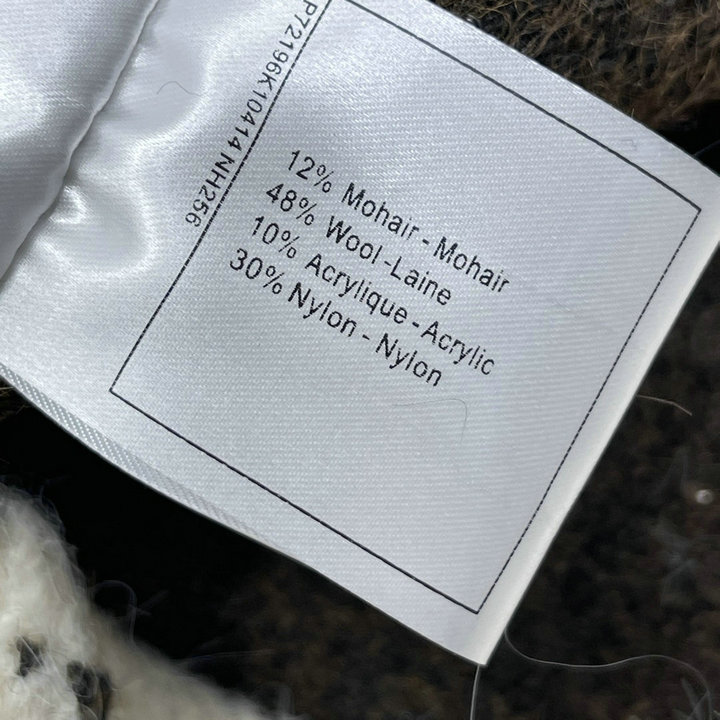 P72196K10414NH256
12% Mohair - Mohair
48% Wool - Laine
10% Acrylique - Acrylic
30% Nylon - Nylon